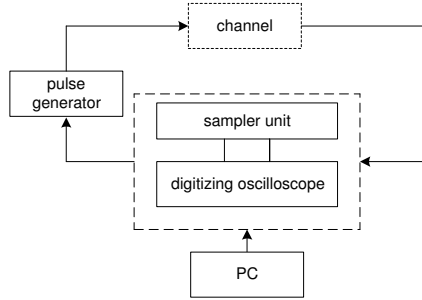 channel
pulse
generator
sampler unit
digitizing oscilloscope
PC